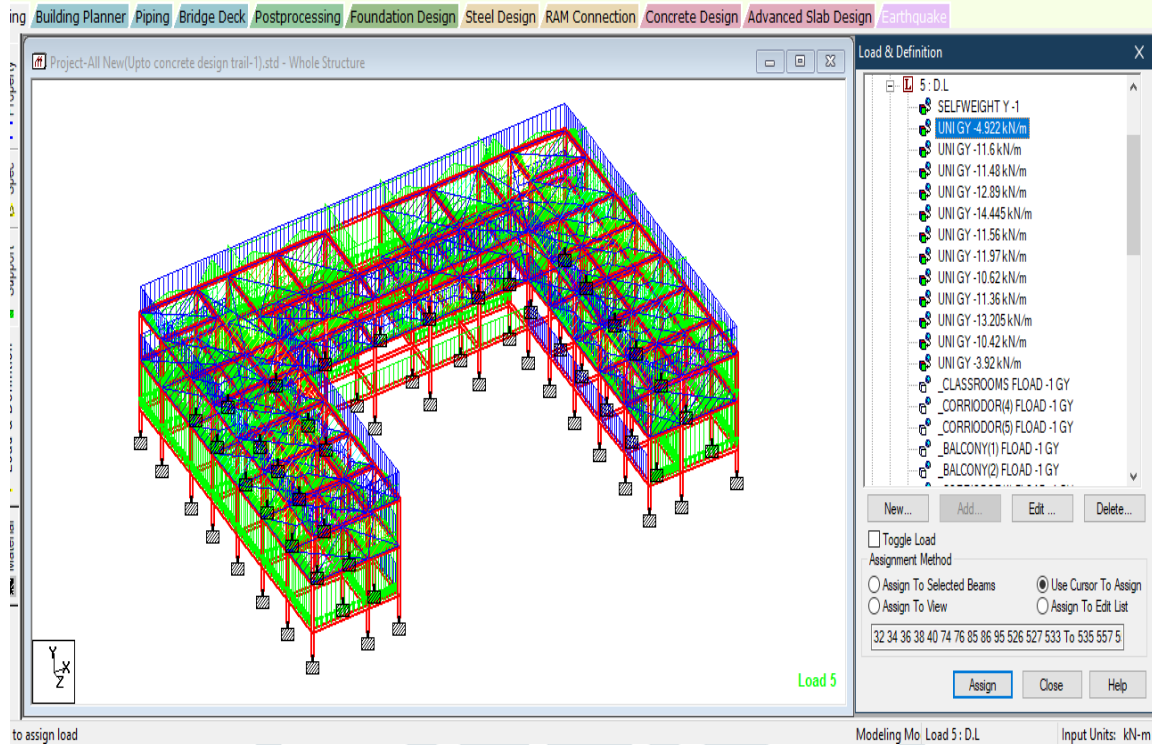 ing Building Planner Piping Bridge Deck Postprocessing Foundation Design Steel Design RAM Connection Concrete Design Advanced Slab Design Earthquake
Project-All New(Upto concrete design trail-1).std - Whole Structure
Load & Definition X
Property
Spec
Support
Load & Definition
Material
5 : D.L
SELFWEIGHT Y -1
UNI GY -4.922 kN/m
UNI GY -11.6 kN/m
UNI GY -11.48 kN/m
UNI GY -12.89 kN/m
UNI GY -14.445 kN/m
UNI GY -11.56 kN/m
UNI GY -11.97 kN/m
UNI GY -10.62 kN/m
UNI GY -11.36 kN/m
UNI GY -13.205 kN/m
UNI GY -10.42 kN/m
UNI GY -3.92 kN/m
_CLASSROOMS FLOAD -1 GY
_CORRIODOR(4) FLOAD -1 GY
_CORRIODOR(5) FLOAD -1 GY
_BALCONY(1) FLOAD -1 GY
_BALCONY(2) FLOAD -1 GY
New... Add... Edit ... Delete...
Toggle Load
Assignment Method
Assign To Selected Beams Use Cursor To Assign
Assign To View Assign To Edit List
32 34 36 38 40 74 76 85 86 95 526 527 533 To 535 557 5
Assign Close Help
Y
X
Z
Load 5
to assign load Modeling Mo Load 5 : D.L Input Units: kN-m